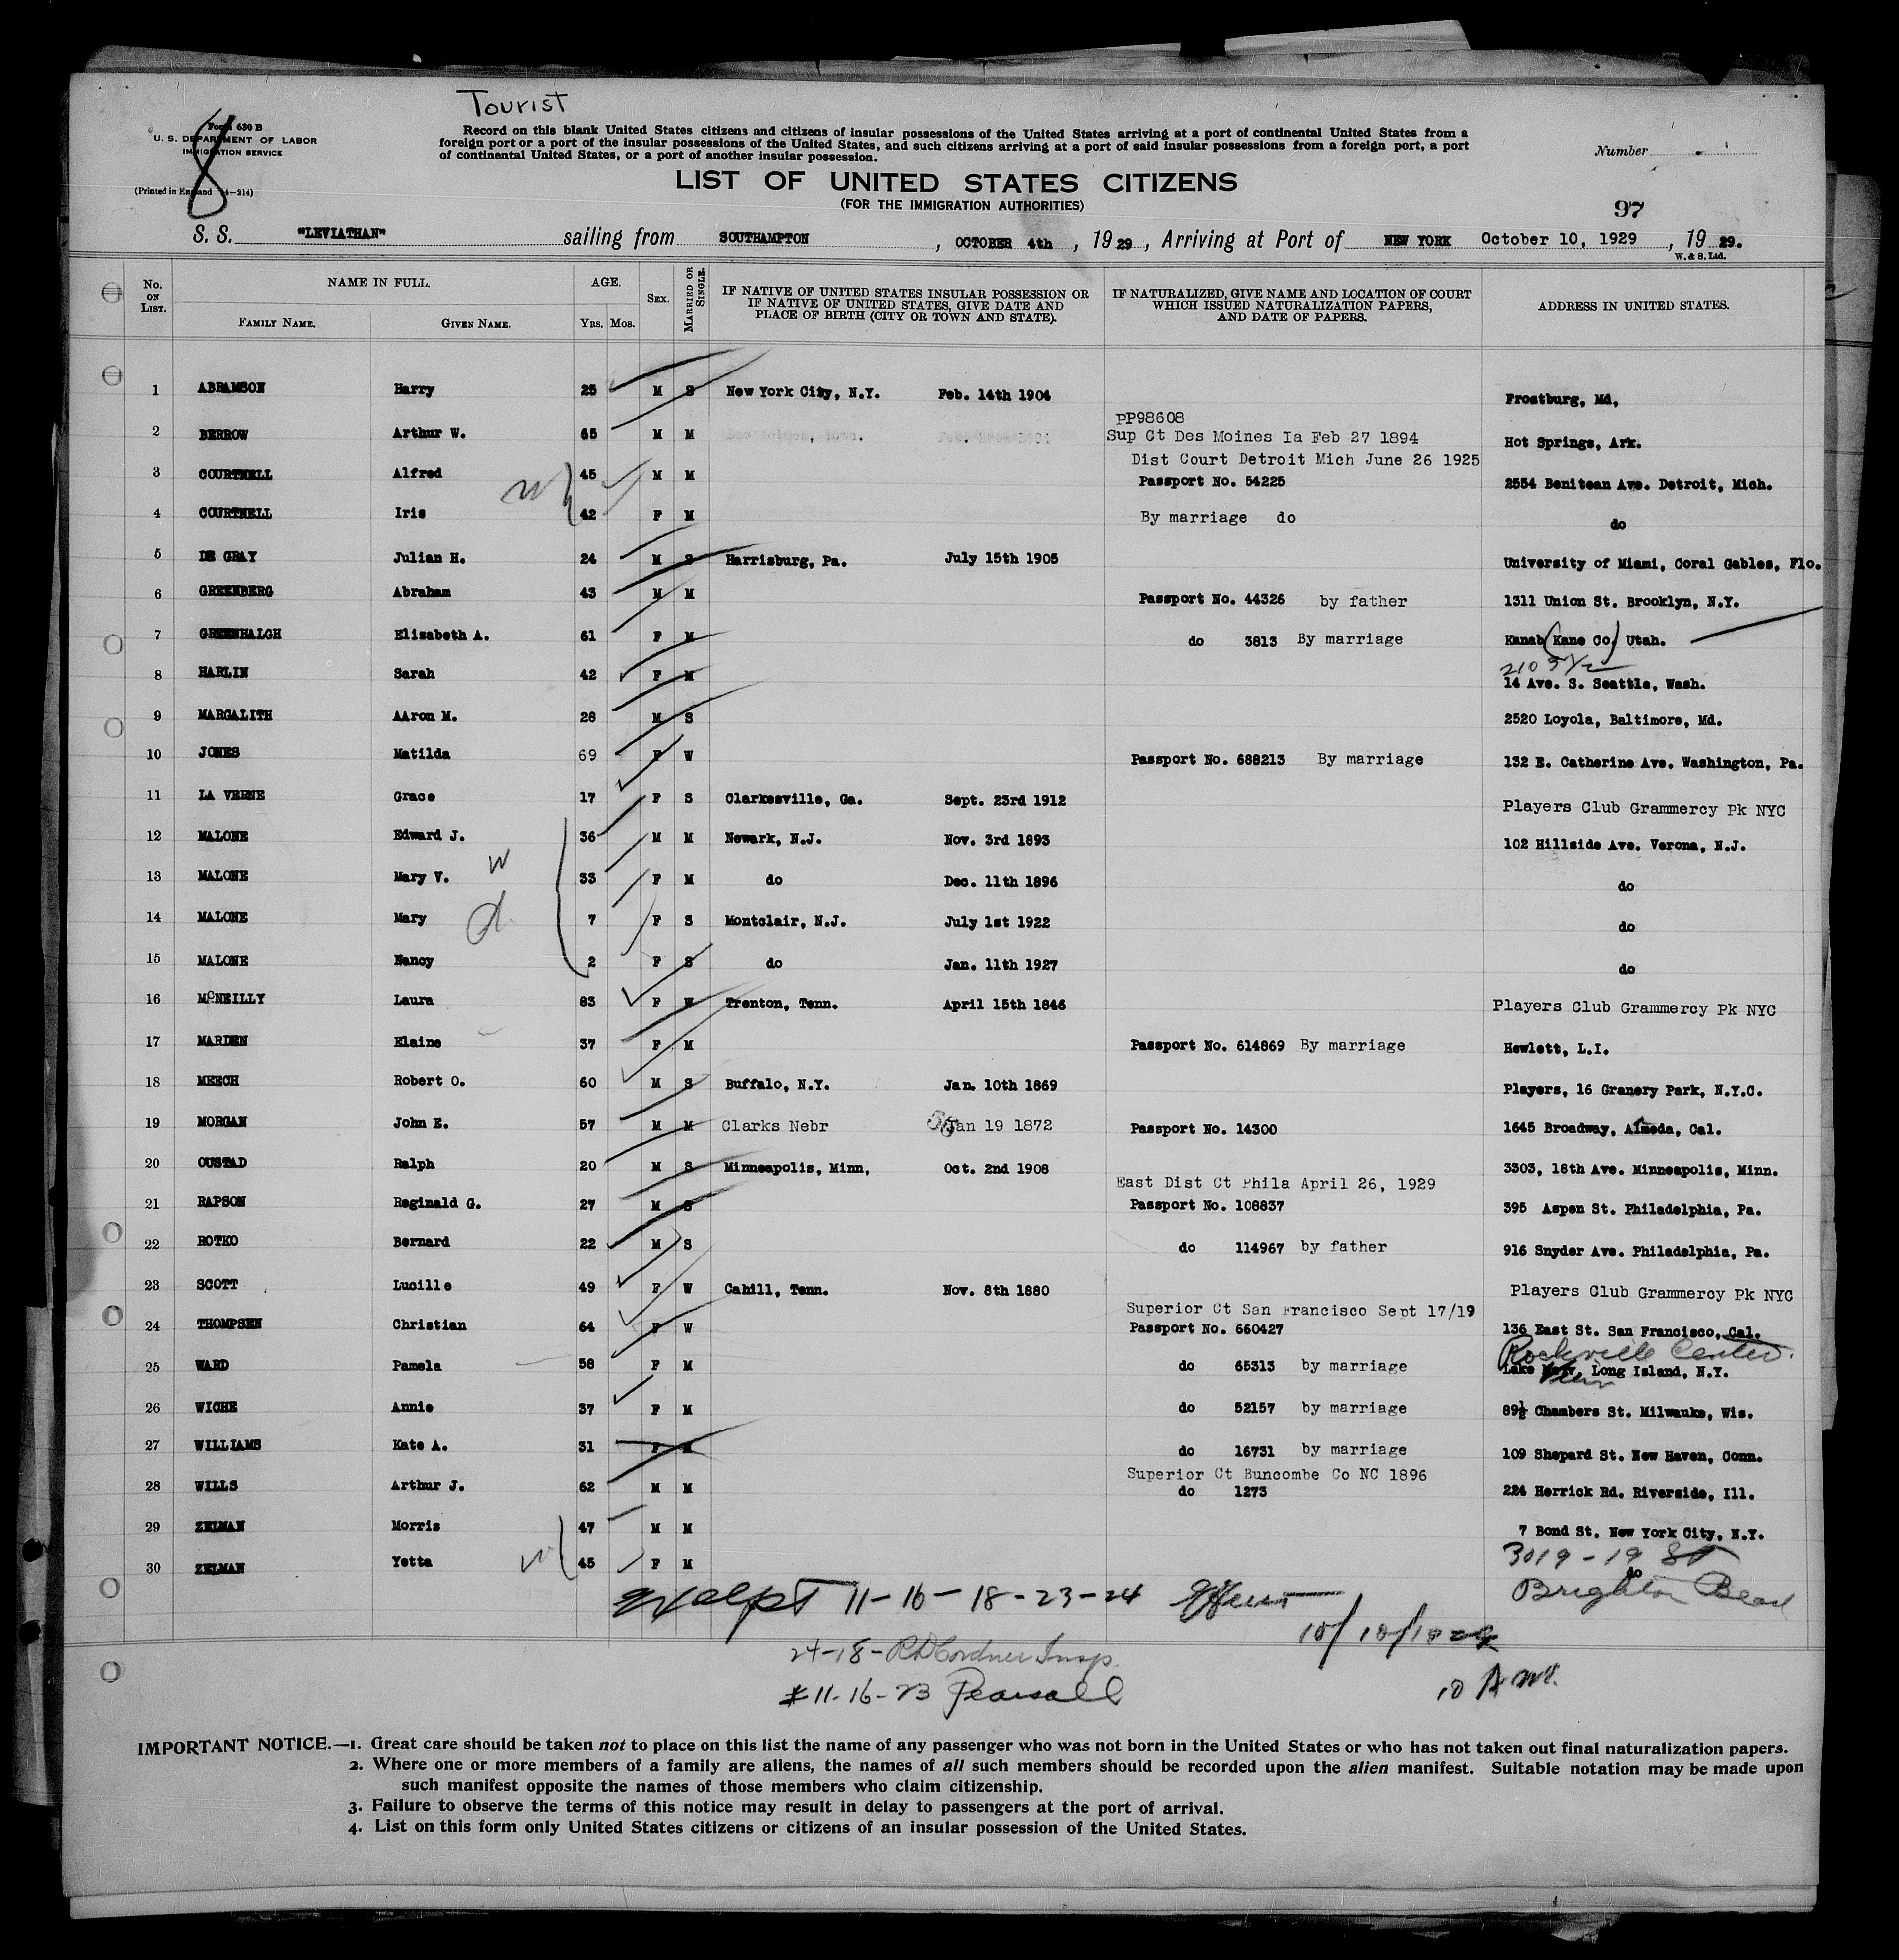 Tourist
8
Form 630 B
U. S. DEPARTMENT OF LABOR
IMMIGRATION SERVICE
(Printed in England 14—214)
Record on this blank United States citizens and citizens of insular possessions of the United States arriving at a port of continental United States from a
foreign port or a port of the insular possessions of the United States, and such citizens arriving at a port of said insular possessions from a foreign port, a port
of continental United States, or a port of another insular possession.
Number
LIST OF UNITED STATES CITIZENS
(FOR THE IMMIGRATION AUTHORITIES)
97
S. S. "LEVIATHAN" sailing from SOUTHAMPTON, OCTOBER 4th, 1929, Arriving at Port of NEW YORK October 10, 1929, 1929.
W. & S. Ltd.
No. ON LIST. NAME IN FULL. FAMILY NAME. GIVEN NAME. AGE. YRS. MOS. SEX. MARRIED OR SINGLE. IF NATIVE OF UNITED STATES INSULAR POSSESSION OR IF NATIVE OF UNITED STATES, GIVE DATE AND PLACE OF BIRTH (CITY OR TOWN AND STATE). IF NATURALIZED, GIVE NAME AND LOCATION OF COURT WHICH ISSUED NATURALIZATION PAPERS, AND DATE OF PAPERS. ADDRESS IN UNITED STATES.
1 ABRAMSON Harry 25 M S New York City, N.Y. Feb. 14th 1904 Frostburg, Md,
PP98608
2 BERROW Arthur W. 65 M M Sup Ct Des Moines Ia Feb 27 1894 Hot Springs, Ark.
Dist Court Detroit Mich June 26 1925
3 COURTNELL Alfred 45 M M Passport No. 54225 2554 Benitean Ave. Detroit, Mich.
4 COURTNELL Iris 42 F M By marriage do do
5 DE GRAY Julian H. 24 M S Harrisburg, Pa. July 15th 1905 University of Miami, Coral Gables, Flo.
6 GREENBERG Abraham 43 M M Passport No. 44326 by father 1311 Union St. Brooklyn, N.Y.
7 GREENHALGH Elizabeth A. 61 F M do 3813 By marriage Kanab (Kane Co) Utah.
2103½
8 HARLIN Sarah 42 F M 14 Ave. S. Seattle, Wash.
9 MARGALITH AAron M. 28 M S 2520 Loyola, Baltimore, Md.
10 JONES Matilda 69 F W Passport No. 688213 By marriage 132 E. Catherine Ave. Washington, Pa.
11 LA VERNE Grace 17 F S Clarkesville, Ga. Sept. 23rd 1912 Players Club Grammercy Pk NYC
12 MALONE Edward J. 36 M M Newark, N.J. Nov. 3rd 1893 102 Hillside Ave. Verona, N.J.
13 MALONE Mary V. w 33 F M do Dec. 11th 1896 do
14 MALONE Mary d 7 F S Montclair, N.J. July 1st 1922 do
15 MALONE Nancy 2 F S do Jan. 11th 1927 do
16 McNEILLY Laura 83 F W Trenton, Tenn. April 15th 1846 Players Club Grammercy Pk NYC
17 MARDEN Elaine 37 F M Passport No. 614869 By marriage Hewlett, L.I.
18 MEECH Robert O. 60 M S Buffalo, N.Y. Jan. 10th 1869 Players, 16 Granery Park, N.Y.C.
19 MORGAN John E. 57 M M Clarks Nebr Jan 19 1872 Passport No. 14300 1645 Broadway, Almeda, Cal.
20 OUSTAD Ralph 20 M S Minneapolis, Minn, Oct. 2nd 1908 3303, 18th Ave. Minneapolis, Minn.
East Dist Ct Phila April 26, 1929
21 RAPSON Reginald G. 27 M S Passport No. 108837 395 Aspen St. Philadelphia, Pa.
22 ROTKO Bernard 22 M S do 114967 by father 916 Snyder Ave. Philadelphia, Pa.
23 SCOTT Lucille 49 F W Cahill, Tenn. Nov. 8th 1880 Players Club Grammercy Pk NYC
Superior Ct San Francisco Sept 17/19
24 THOMPSEN Christian 64 W Passport No. 660427 136 East St. San Francisco, Cal.
Rockville Center.
25 WARD Pamela 58 F M do 65313 by marriage Lake View, Long Island, N.Y.
26 WICHE Annie 37 F M do 52157 by marriage 89½ Chambers St. Milwauke, Wis.
27 WILLIAMS Kate A. 31 F M do 16731 by marriage 109 Shepard St. New Haven, Conn.
Superior Ct Buncombe Co NC 1896
28 WILLS Arthur J. 62 M M do 1273 224 Herrick Rd. Riverside, Ill.
29 ZELMAN Morris 47 M M 7 Bond St. New York City, N.Y.
3019-19 St
30 ZELMAN Yetta w 45 F M do
Brighton Beach
11-16-18-23-24
10/10/1029
24-18- RD Cordner Insp.
#11-16-23 Pearsall
10 A.M.
IMPORTANT NOTICE.—1. Great care should be taken not to place on this list the name of any passenger who was not born in the United States or who has not taken out final naturalization papers.
2. Where one or more members of a family are aliens, the names of all such members should be recorded upon the alien manifest. Suitable notation may be made upon
such manifest opposite the names of those members who claim citizenship.
3. Failure to observe the terms of this notice may result in delay to passengers at the port of arrival.
4. List on this form only United States citizens or citizens of an insular possession of the United States.